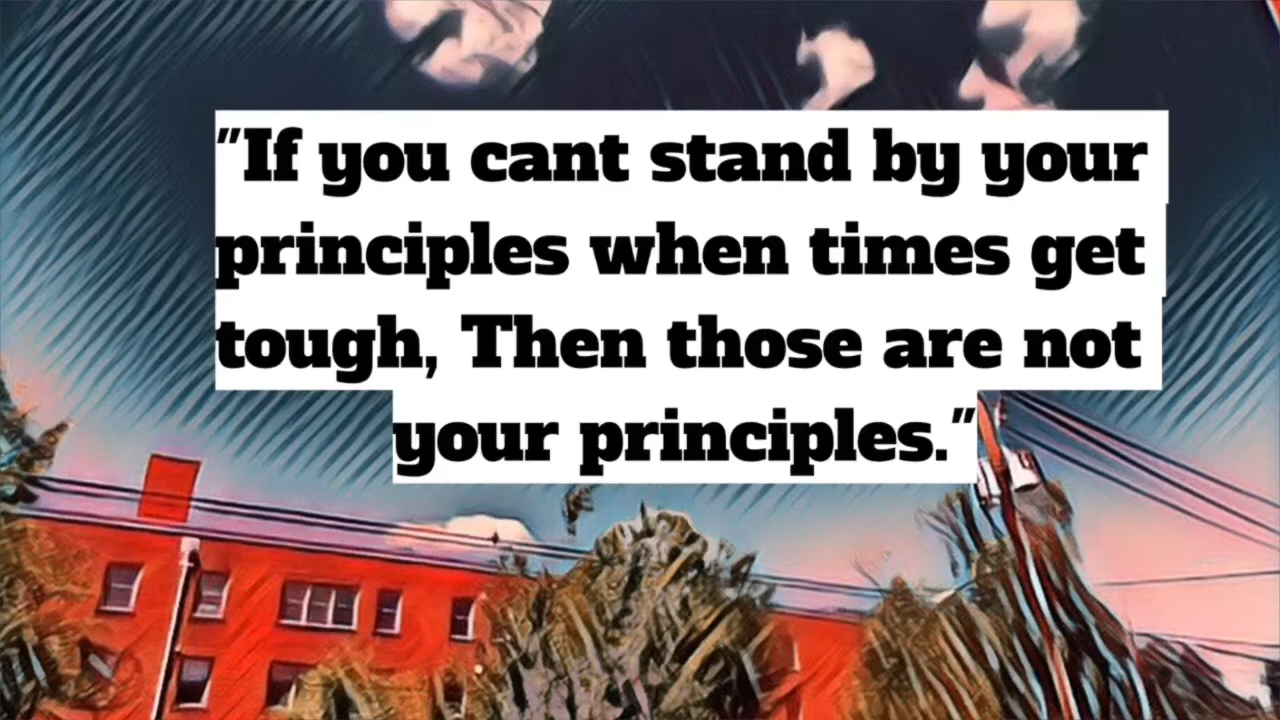 "If you cant stand by your
principles when times get
tough, Then those are not
your principles."